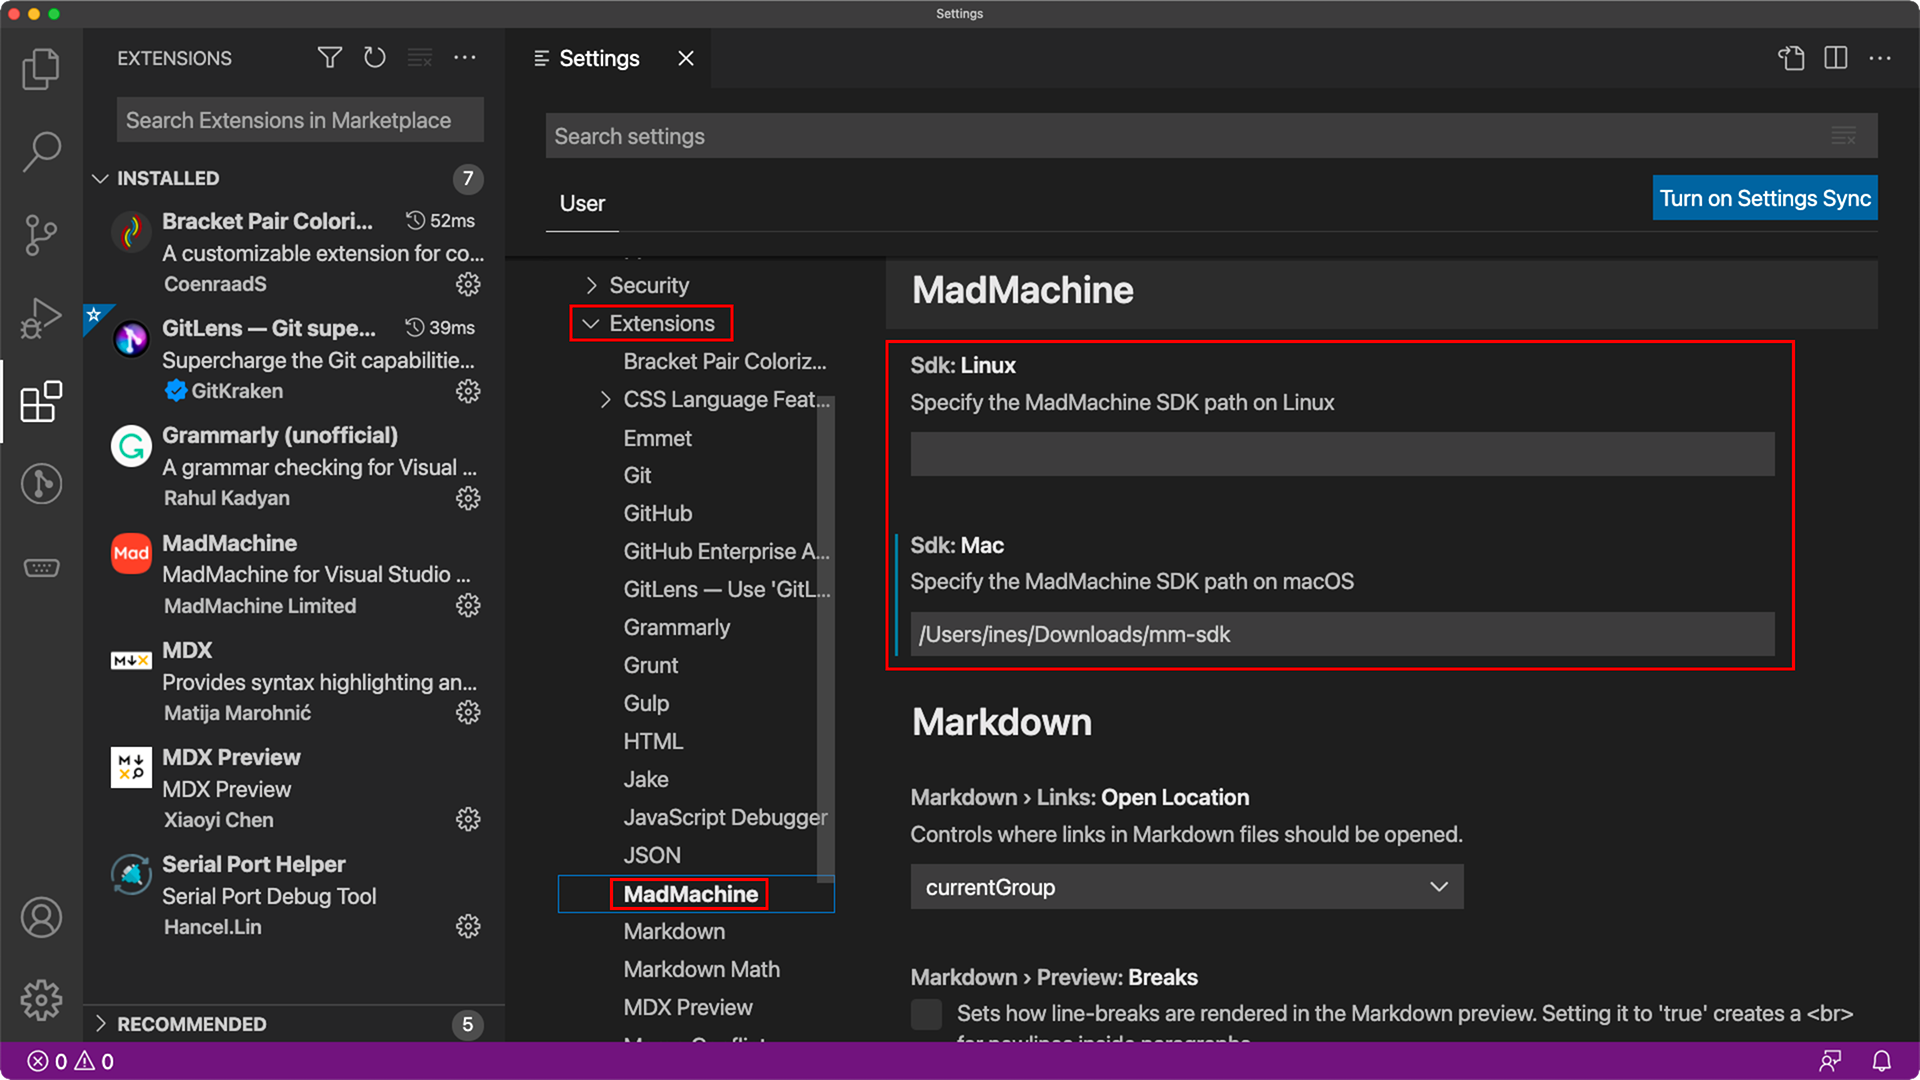 Settings
EXTENSIONS
Search Extensions in Marketplace
INSTALLED
7
Bracket Pair Colori...
52ms
A customizable extension for co...
CoenraadS
GitLens — Git supe...
39ms
Supercharge the Git capabilitie...
GitKraken
Grammarly (unofficial)
A grammar checking for Visual ...
Rahul Kadyan
Mad
MadMachine
MadMachine for Visual Studio ...
MadMachine Limited
MDX
Provides syntax highlighting an...
Matija Marohnić
MDX Preview
MDX Preview
Xiaoyi Chen
Serial Port Helper
Serial Port Debug Tool
Hancel.Lin
RECOMMENDED
5
Settings
Search settings
User
Turn on Settings Sync
Security
Extensions
Bracket Pair Coloriz...
CSS Language Feat...
Emmet
Git
GitHub
GitHub Enterprise A...
GitLens — Use 'GitL...
Grammarly
Grunt
Gulp
HTML
Jake
JavaScript Debugger
JSON
MadMachine
Markdown
Markdown Math
MDX Preview
MadMachine
Sdk: Linux
Specify the MadMachine SDK path on Linux
Sdk: Mac
Specify the MadMachine SDK path on macOS
/Users/ines/Downloads/mm-sdk
Markdown
Markdown › Links: Open Location
Controls where links in Markdown files should be opened.
currentGroup
Markdown › Preview: Breaks
Sets how line-breaks are rendered in the Markdown preview. Setting it to 'true' creates a <br>
for newlines inside paragraphs.
0
0